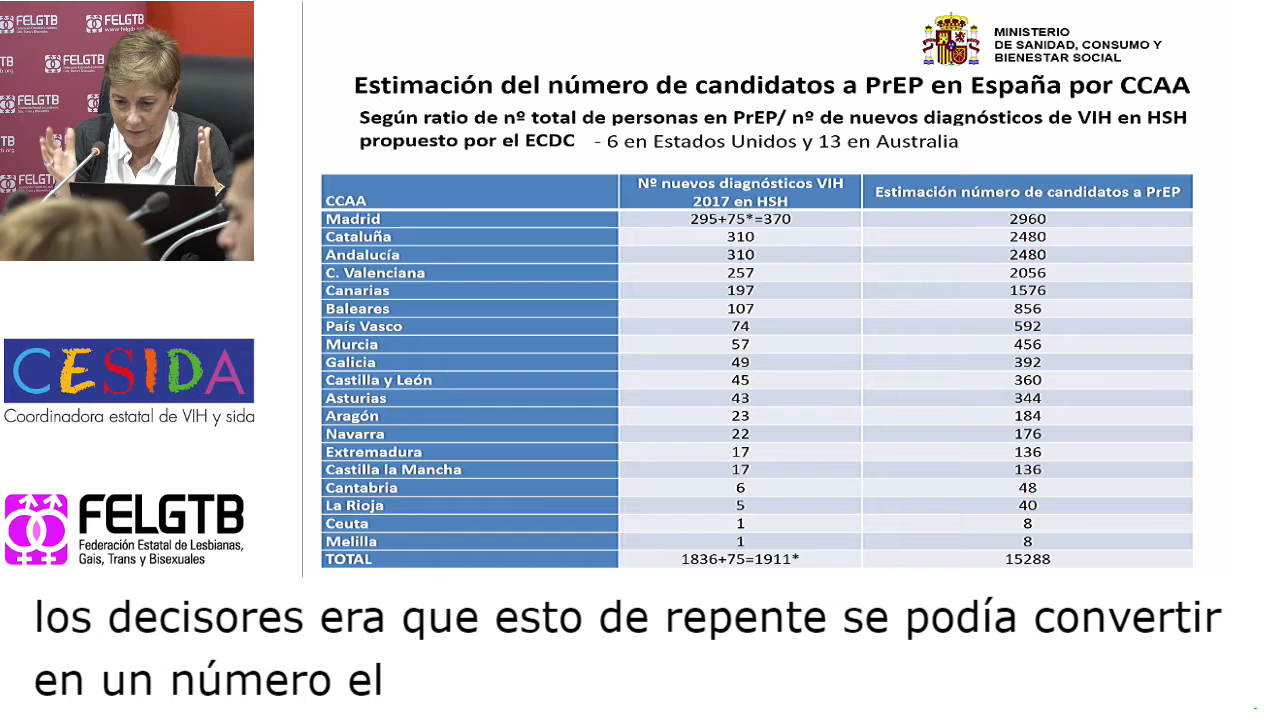 FELGTB
www.felgtb.org
FELGTB
FELGTB
FELGTB
FELGTB
MINISTERIO
DE SANIDAD, CONSUMO Y
BIENESTAR SOCIAL
Estimación del número de candidatos a PrEP en España por CCAA
Según ratio de nº total de personas en PrEP/ nº de nuevos diagnósticos de VIH en HSH
propuesto por el ECDC - 6 en Estados Unidos y 13 en Australia
CCAA Nº nuevos diagnósticos VIH 2017 en HSH Estimación número de candidatos a PrEP
Madrid 295+75*=370 2960
Cataluña 310 2480
Andalucía 310 2480
C. Valenciana 257 2056
Canarias 197 1576
Baleares 107 856
País Vasco 74 592
Murcia 57 456
Galicia 49 392
Castilla y León 45 360
Asturias 43 344
Aragón 23 184
Navarra 22 176
Extremadura 17 136
Castilla la Mancha 17 136
Cantabria 6 48
La Rioja 5 40
Ceuta 1 8
Melilla 1 8
TOTAL 1836+75=1911* 15288
CESIDA
Coordinadora estatal de VIH y sida
FELGTB
Federación Estatal de Lesbianas,
Gais, Trans y Bisexuales
los decisores era que esto de repente se podía convertir
en un número el